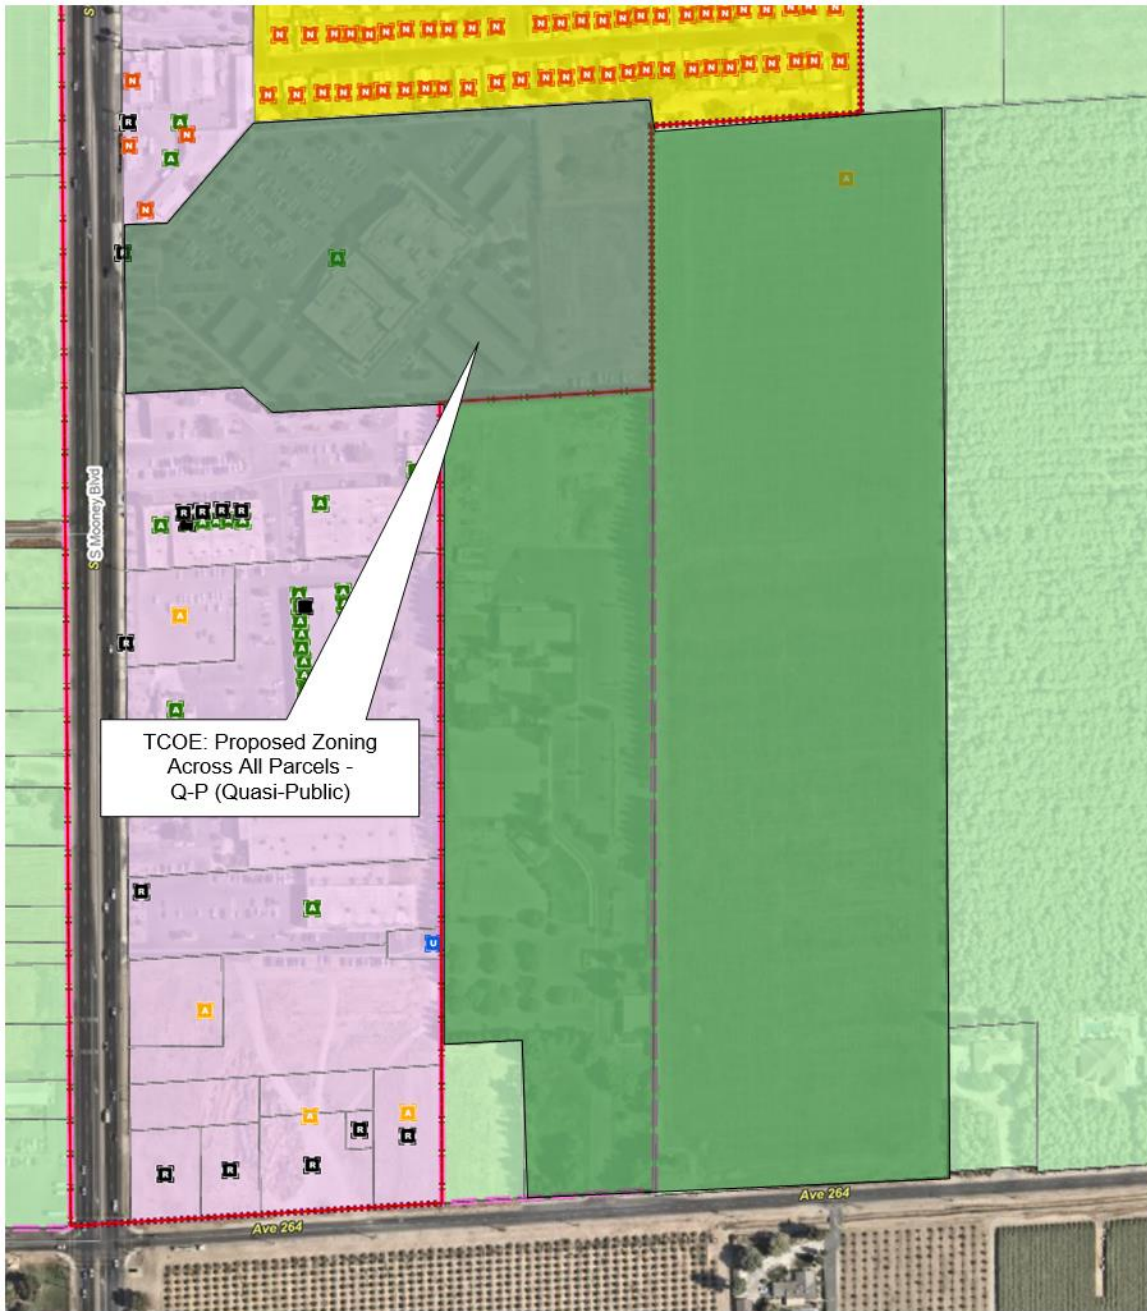 S
S S Mooney Blvd
TCOE: Proposed Zoning
Across All Parcels -
Q-P (Quasi-Public)
Ave 264
Ave 264
N N N N N N N N N N N N N N N N N N N N N N N N
N N N N N N N N N N N N N N N N N N N N N N N N N N
N
R A
N
N A
N
R
A
A
A
R R R R
A
A
A A
A
R
A
A
A
A
A
R
A
U
A
A A
R R
R R R